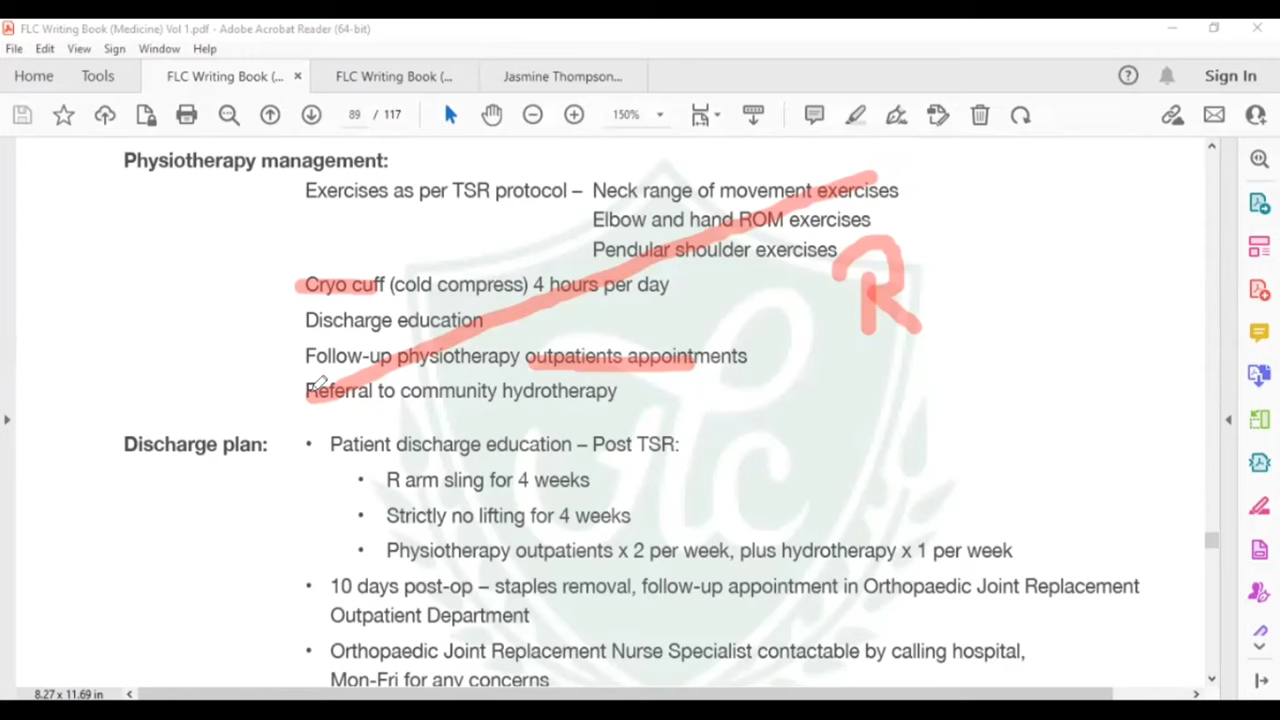 FLC Writing Book (Medicine) Vol 1.pdf - Adobe Acrobat Reader (64-bit)
File Edit View Sign Window Help
Home Tools FLC Writing Book (... × FLC Writing Book (... Jasmine Thompson... Sign In
89 / 117 150%
Physiotherapy management:
Exercises as per TSR protocol – Neck range of movement exercises
Elbow and hand ROM exercises
Pendular shoulder exercises
R
Cryo cuff (cold compress) 4 hours per day
Discharge education
Follow-up physiotherapy outpatients appointments
Referral to community hydrotherapy
Discharge plan: • Patient discharge education – Post TSR:
• R arm sling for 4 weeks
• Strictly no lifting for 4 weeks
• Physiotherapy outpatients x 2 per week, plus hydrotherapy x 1 per week
• 10 days post-op – staples removal, follow-up appointment in Orthopaedic Joint Replacement
Outpatient Department
• Orthopaedic Joint Replacement Nurse Specialist contactable by calling hospital,
Mon-Fri for any concerns
flc
8.27 x 11.69 in